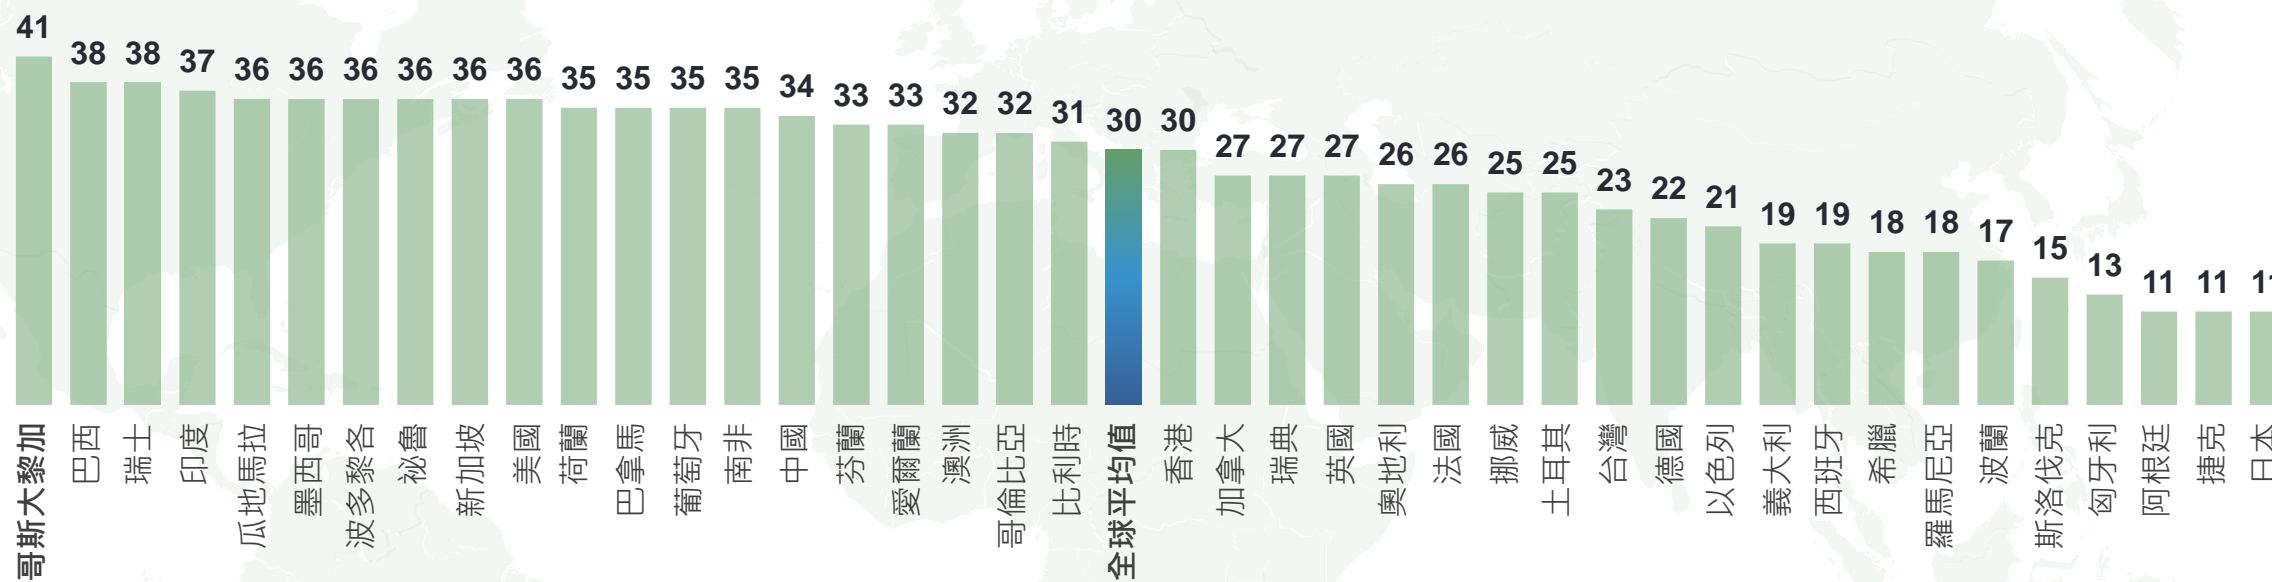 41
38
38
37
36
36
36
36
36
36
35
35
35
35
34
33
33
32
32
31
30
30
27
27
27
26
26
25
25
23
22
21
19
19
18
18
17
15
13
11
11
11
哥斯大黎加
巴西
瑞士
印度
瓜地馬拉
墨西哥
波多黎各
祕魯
新加坡
美國
荷蘭
巴拿馬
葡萄牙
南非
中國
芬蘭
愛爾蘭
澳洲
哥倫比亞
比利時
全球平均值
香港
加拿大
瑞典
英國
奧地利
法國
挪威
土耳其
台灣
德國
以色列
義大利
西班牙
希臘
羅馬尼亞
波蘭
斯洛伐克
匈牙利
阿根廷
捷克
日本